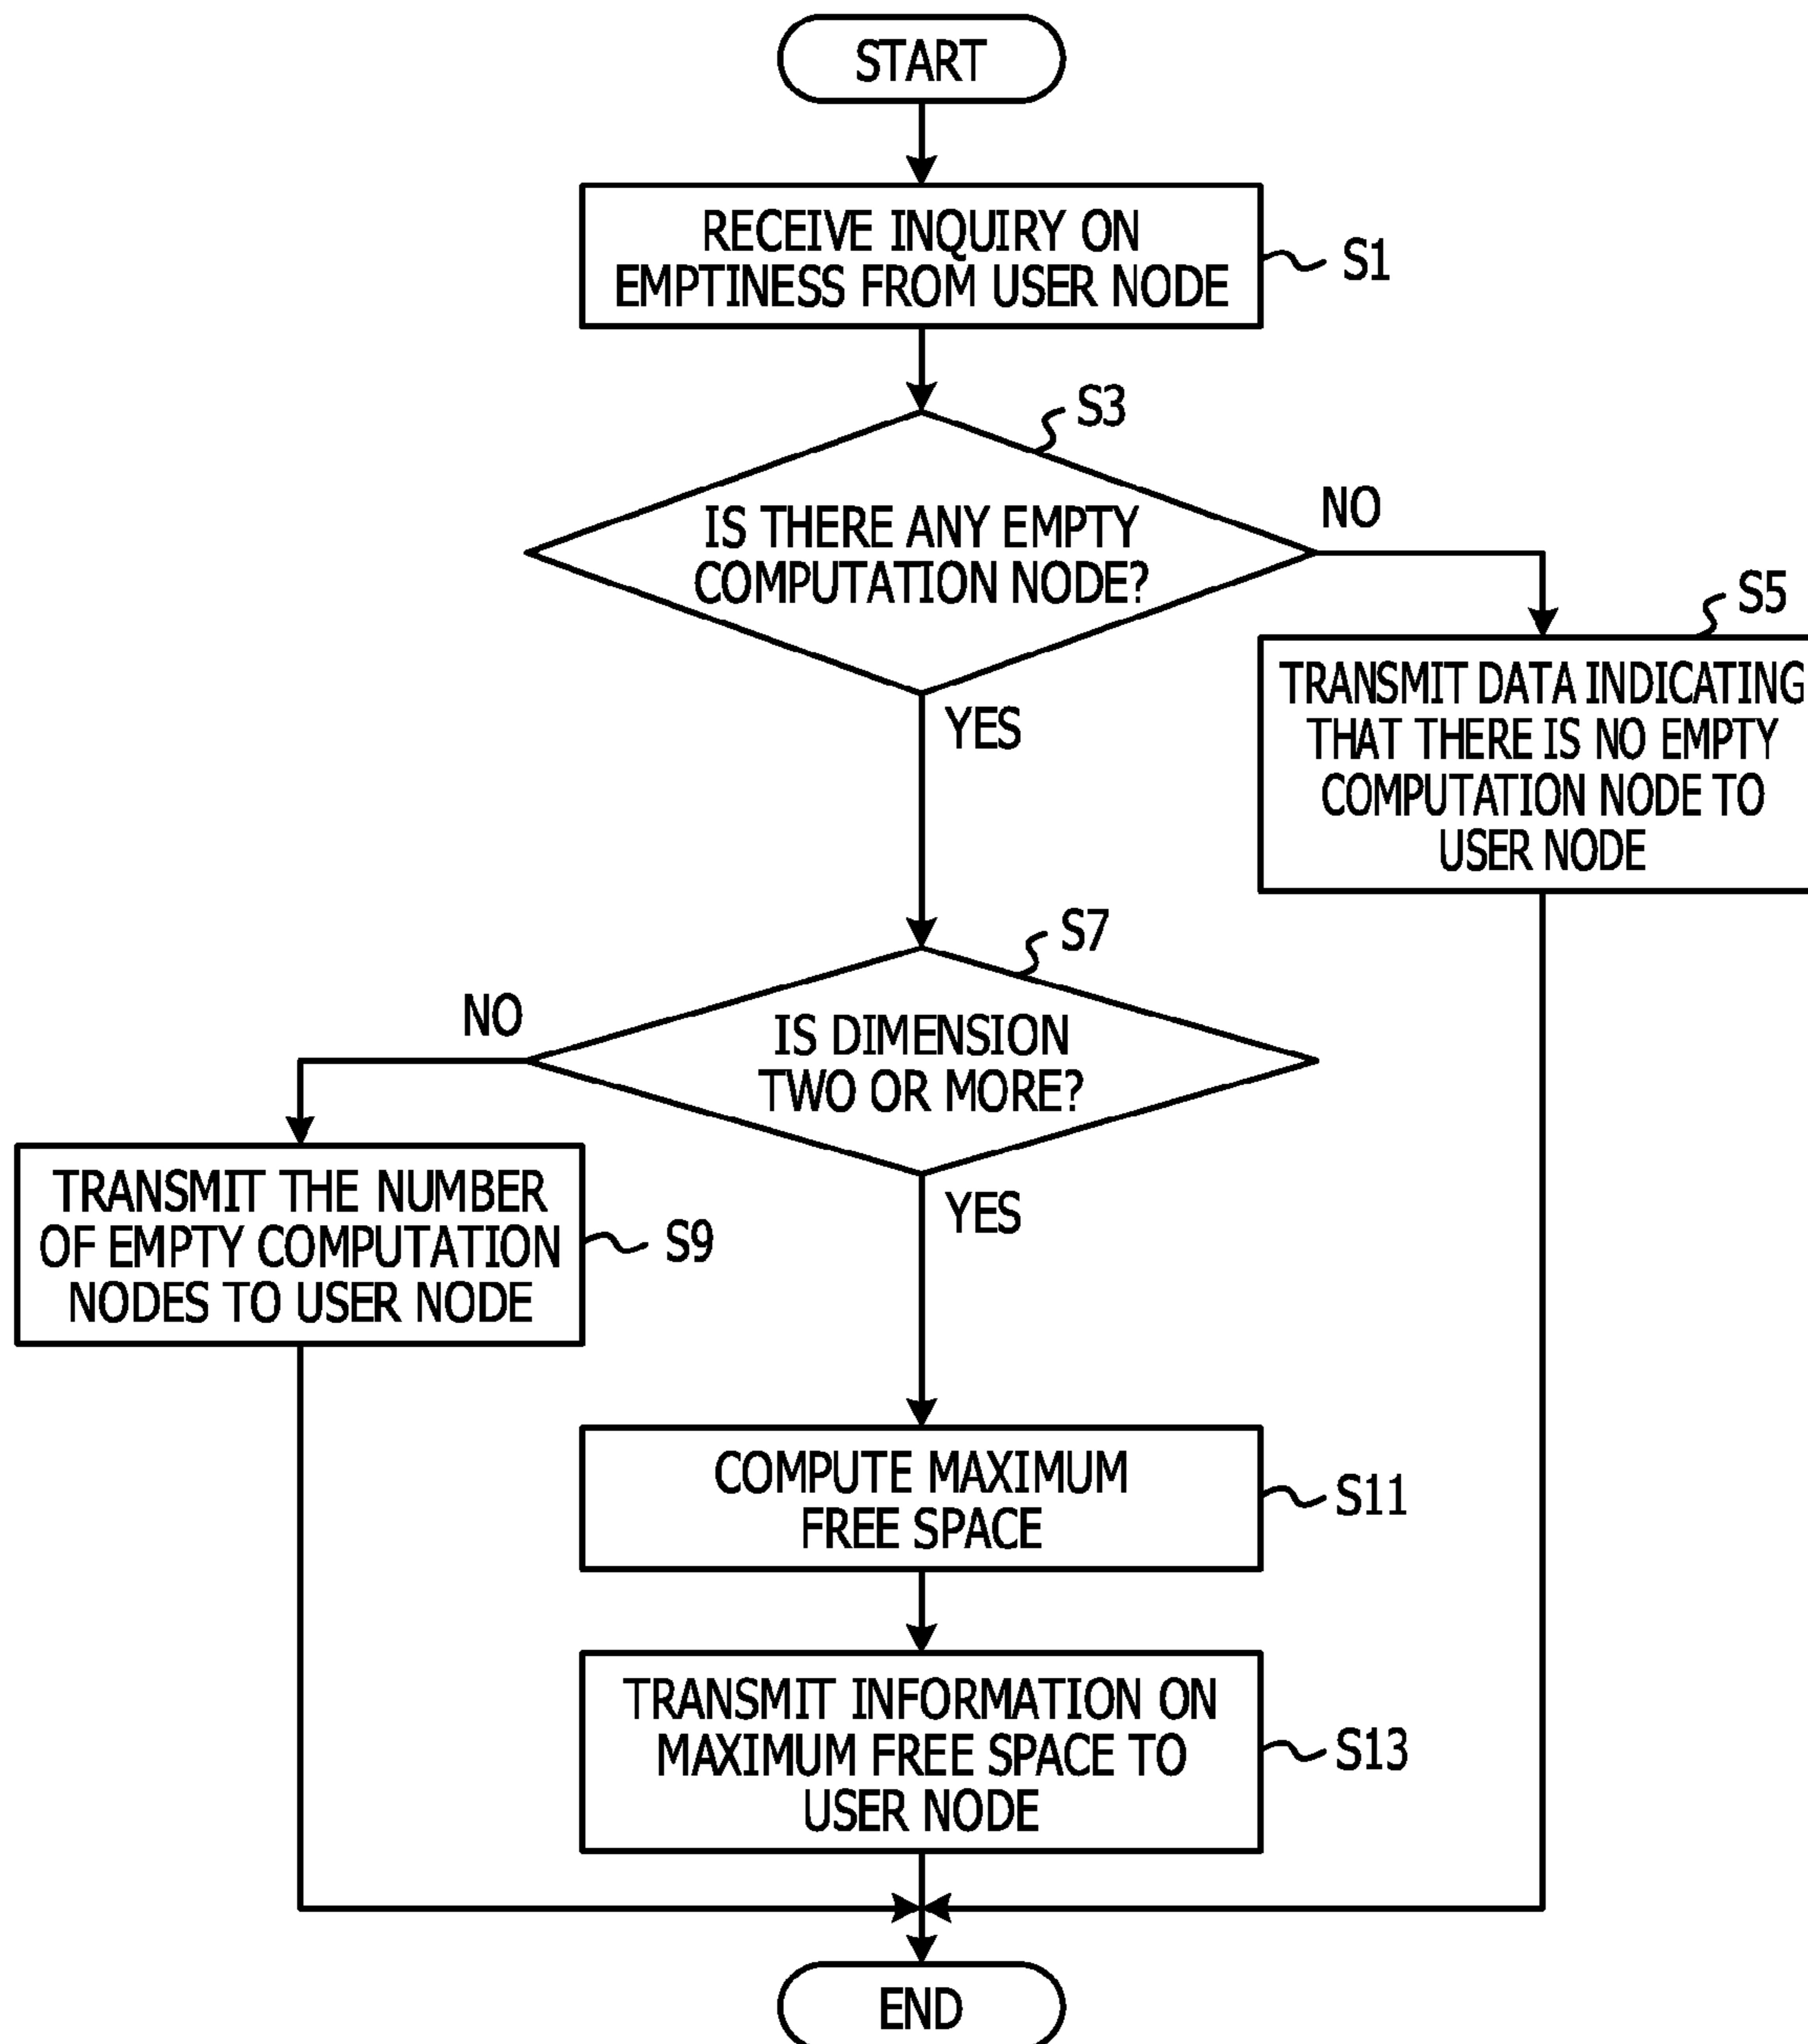 START
RECEIVE INQUIRY ON
EMPTINESS FROM USER NODE
S1
S3
IS THERE ANY EMPTY
COMPUTATION NODE?
NO
YES
S5
TRANSMIT DATA INDICATING
THAT THERE IS NO EMPTY
COMPUTATION NODE TO
USER NODE
S7
IS DIMENSION
TWO OR MORE?
NO
YES
TRANSMIT THE NUMBER
OF EMPTY COMPUTATION
NODES TO USER NODE
S9
COMPUTE MAXIMUM
FREE SPACE
S11
TRANSMIT INFORMATION ON
MAXIMUM FREE SPACE TO
USER NODE
S13
END